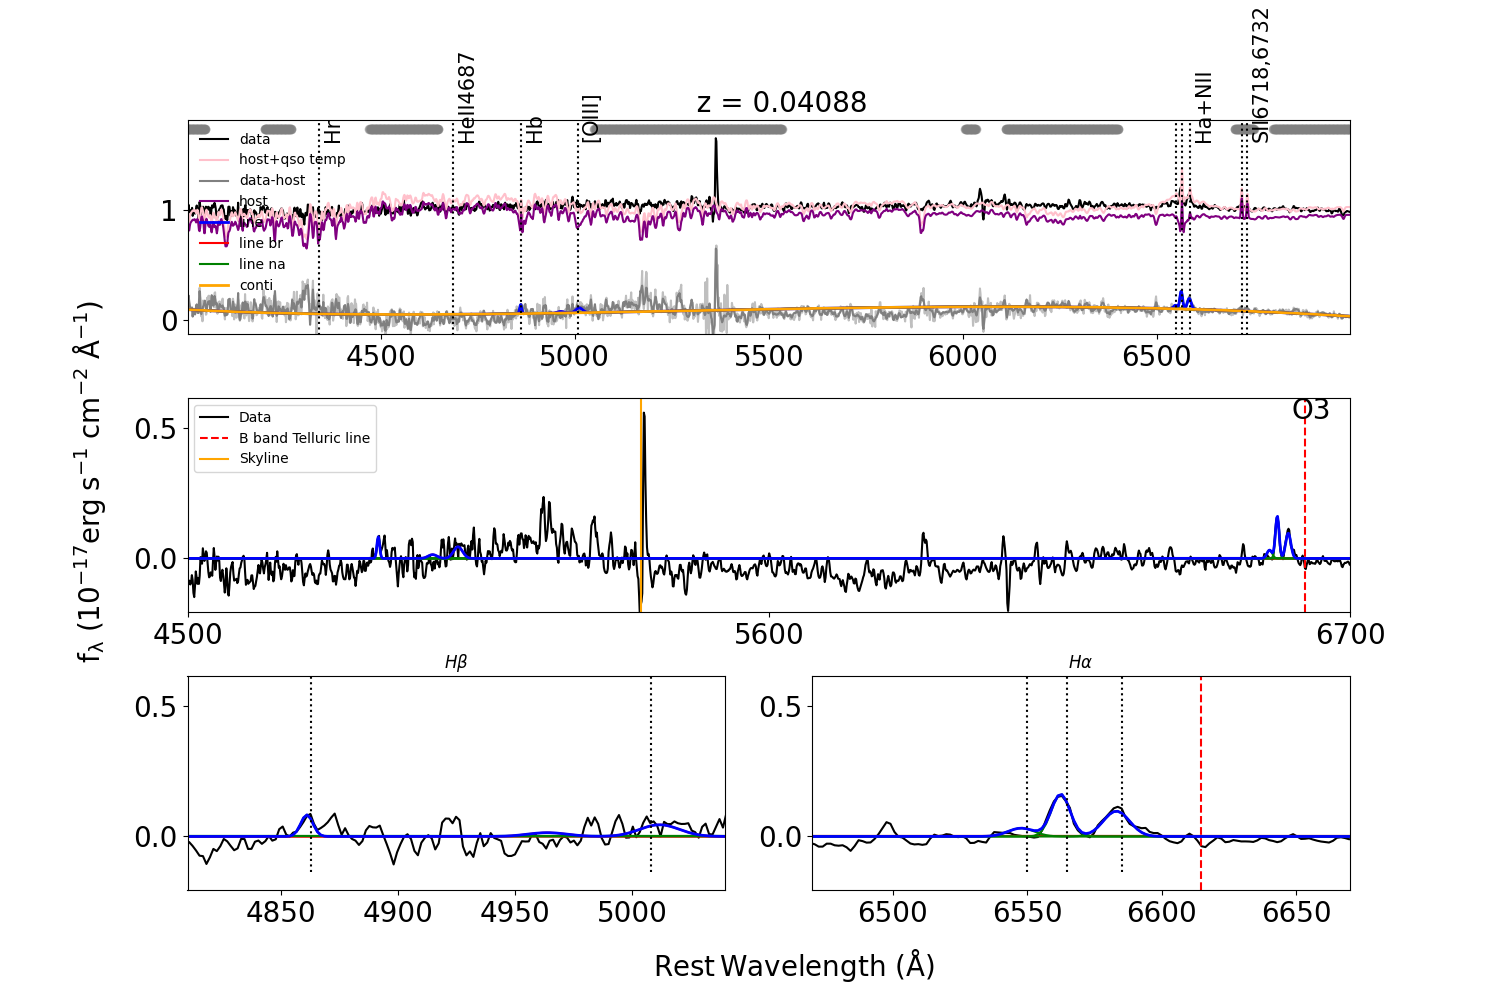 z = 0.04088
Hr
HeII4687
Hb
[OIII]
Ha+NII
SII6718,6732
data
host+qso temp
data-host
host
line br
line na
conti
1
0
4500 5000 5500 6000 6500
fλ (10⁻¹⁷erg s⁻¹ cm⁻² Å⁻¹)
Data
B band Telluric line
Skyline
O3
0.5
0.0
4500 5600 6700
Hβ
0.5
0.0
4850 4900 4950 5000
Hα
0.5
0.0
6500 6550 6600 6650
Rest Wavelength (Å)